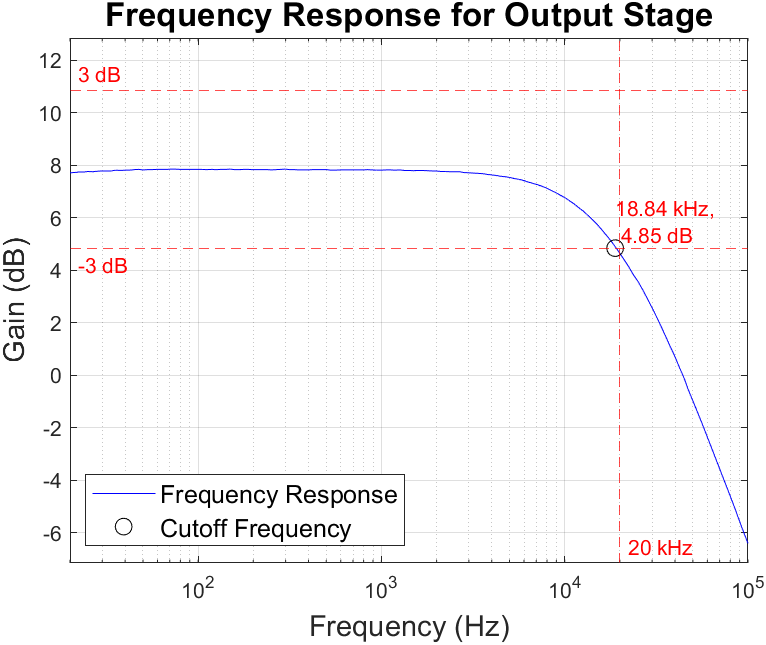 Frequency Response for Output Stage
12
10
8
6
4
2
0
-2
-4
-6
Gain (dB)
3 dB
-3 dB
18.84 kHz,
4.85 dB
20 kHz
Frequency Response
Cutoff Frequency
10²
10³
10⁴
10⁵
Frequency (Hz)